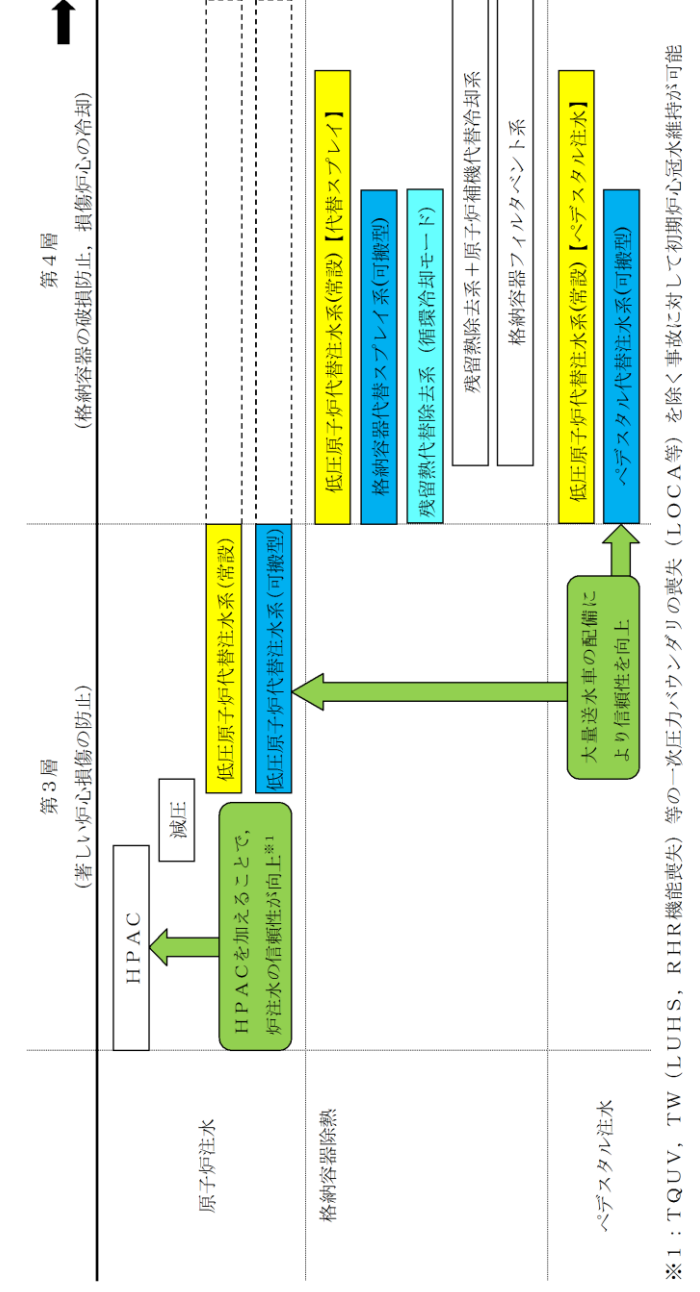 第３層
(著しい炉心損傷の防止)
第４層
(格納容器の破損防止，損傷炉心の冷却)
原子炉注水
ＨＰＡＣ
減圧
低圧原子炉代替注水系(常設)
低圧原子炉代替注水系(可搬型)
ＨＰＡＣを加えることで，
炉注水の信頼性が向上※1
格納容器除熱
低圧原子炉代替注水系(常設)【代替スプレイ】
格納容器代替スプレイ系(可搬型)
残留熱代替除去系（循環冷却モード）
残留熱除去系＋原子炉補機代替冷却系
格納容器フィルタベント系
ペデスタル注水
大量送水車の配備に
より信頼性を向上
低圧原子炉代替注水系(常設)【ペデスタル注水】
ペデスタル代替注水系(可搬型)
※１：ＴＱＵＶ，ＴＷ（ＬＵＨＳ，ＲＨＲ機能喪失）等の一次圧力バウンダリの喪失（ＬＯＣＡ等）を除く事故に対して初期炉心冠水維持が可能